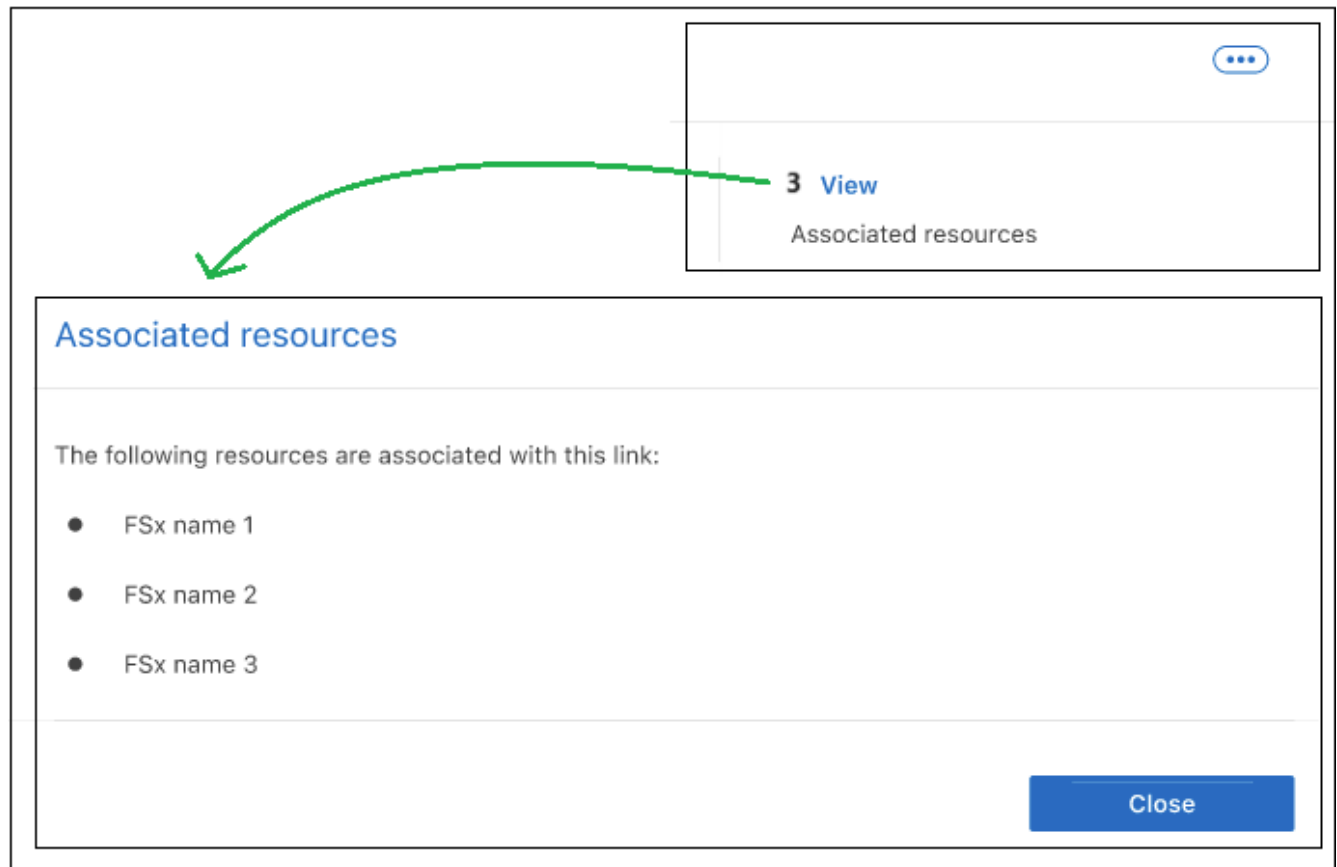 3 View
Associated resources
Associated resources
The following resources are associated with this link:
FSx name 1
FSx name 2
FSx name 3
Close